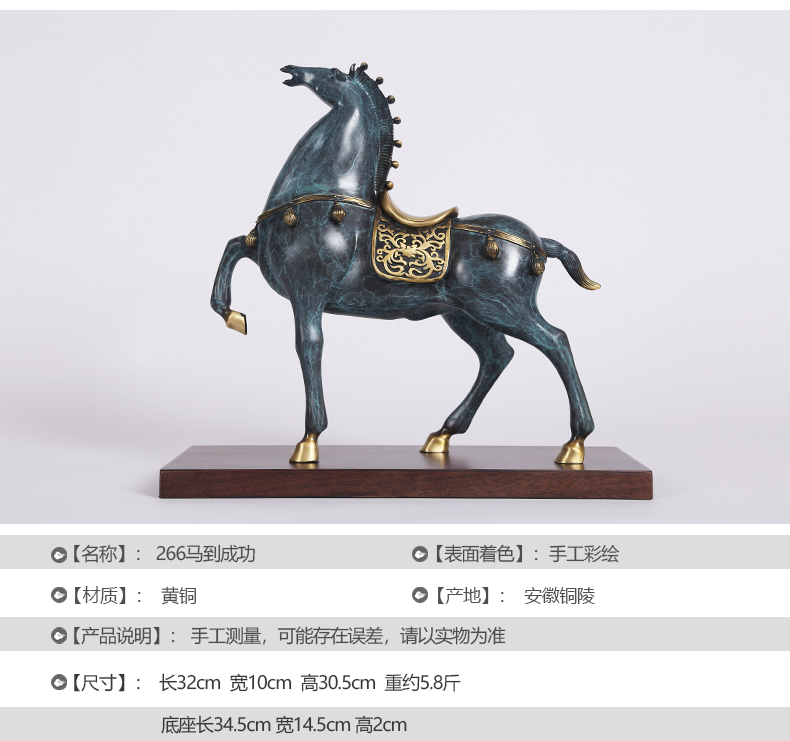 【名称】： 266马到成功 【表面着色】：手工彩绘
【材质】： 黄铜 【产地】： 安徽铜陵
【产品说明】： 手工测量，可能存在误差，请以实物为准
【尺寸】： 长32cm 宽10cm 高30.5cm 重约5.8斤
底座长34.5cm 宽14.5cm 高2cm